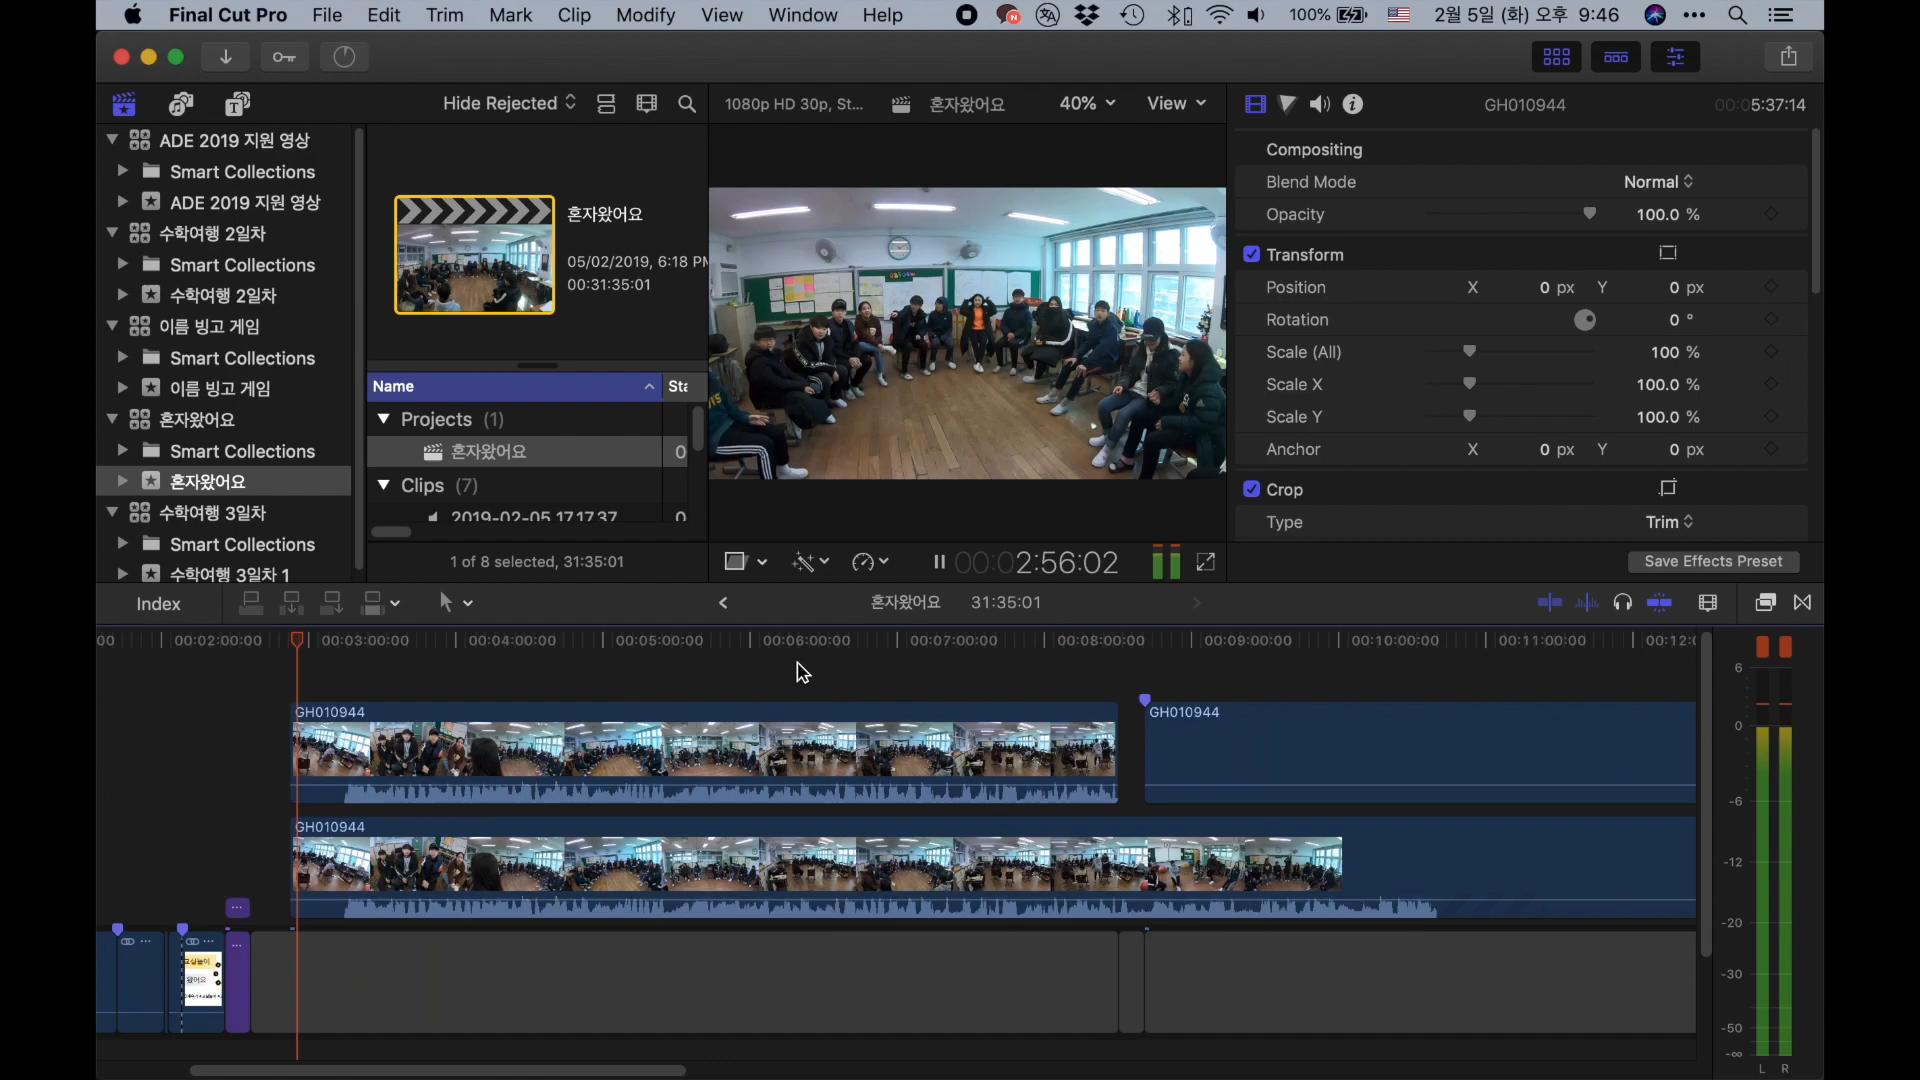 Final Cut Pro File Edit Trim Mark Clip Modify View Window Help 100% 2월 5일 (화) 오후 9:46
Hide Rejected 1080p HD 30p, St... 혼자왔어요 40% View GH010944 00:05:37:14
ADE 2019 지원 영상
Smart Collections
ADE 2019 지원 영상
수학여행 2일차
Smart Collections
수학여행 2일차
이름 빙고 게임
Smart Collections
이름 빙고 게임
혼자왔어요
Smart Collections
혼자왔어요
수학여행 3일차
Smart Collections
수학여행 3일차 1
혼자왔어요
05/02/2019, 6:18 PM
00:31:35:01
Name
Projects (1)
혼자왔어요 0
Clips (7)
2019-02-05 17.17.37 0
1 of 8 selected, 31:35:01
00:02:56:02
Compositing
Blend Mode Normal
Opacity 100.0 %
Transform
Position X 0 px Y 0 px
Rotation 0 °
Scale (All) 100 %
Scale X 100.0 %
Scale Y 100.0 %
Anchor X 0 px Y 0 px
Crop
Type Trim
Save Effects Preset
Index 혼자왔어요 31:35:01
00 00:02:00:00 00:03:00:00 00:04:00:00 00:05:00:00 00:06:00:00 00:07:00:00 00:08:00:00 00:09:00:00 00:10:00:00 00:11:00:00 00:12:0
GH010944 GH010944
GH010944
교실놀이
왔어요
6
0
-6
-12
-20
-30
-50
-∞
L R